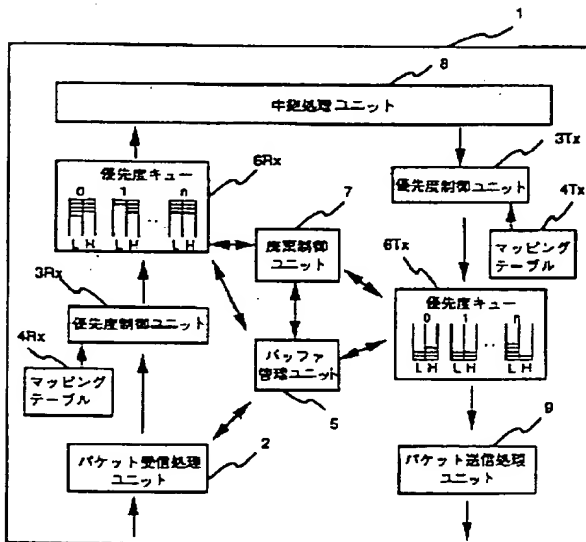 1
8
中継処理ユニット
6Rx
優先度キュー
0 1 n
‥
L H L H L H
3Tx
優先度制御ユニット
4Tx
マッピング
テーブル
7
廃棄制御
ユニット
6Tx
優先度キュー
0 1 n
‥
L H L H L H
3Rx
優先度制御ユニット
4Rx
マッピング
テーブル
バッファ
管理ユニット
5
2
パケット受信処理
ユニット
9
パケット送信処理
ユニット